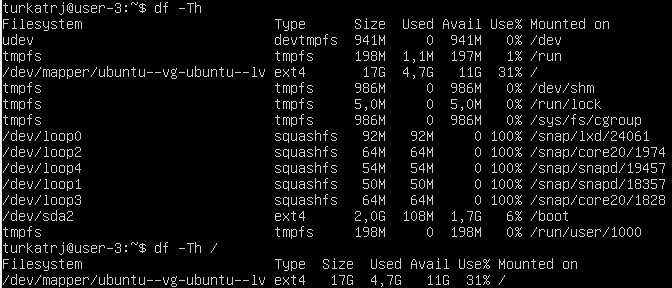 turkatrj@user-3:~$ df -Th
Filesystem                        Type      Size  Used Avail Use% Mounted on
udev                              devtmpfs  941M     0  941M   0% /dev
tmpfs                             tmpfs     198M  1,1M  197M   1% /run
/dev/mapper/ubuntu--vg-ubuntu--lv ext4       17G  4,7G   11G  31% /
tmpfs                             tmpfs     986M     0  986M   0% /dev/shm
tmpfs                             tmpfs     5,0M     0  5,0M   0% /run/lock
tmpfs                             tmpfs     986M     0  986M   0% /sys/fs/cgroup
/dev/loop0                        squashfs   92M   92M     0 100% /snap/lxd/24061
/dev/loop2                        squashfs   64M   64M     0 100% /snap/core20/1974
/dev/loop4                        squashfs   54M   54M     0 100% /snap/snapd/19457
/dev/loop1                        squashfs   50M   50M     0 100% /snap/snapd/18357
/dev/loop3                        squashfs   64M   64M     0 100% /snap/core20/1828
/dev/sda2                         ext4      2,0G  108M  1,7G   6% /boot
tmpfs                             tmpfs     198M     0  198M   0% /run/user/1000
turkatrj@user-3:~$ df -Th /
Filesystem                        Type  Size  Used Avail Use% Mounted on
/dev/mapper/ubuntu--vg-ubuntu--lv ext4   17G  4,7G   11G  31% /